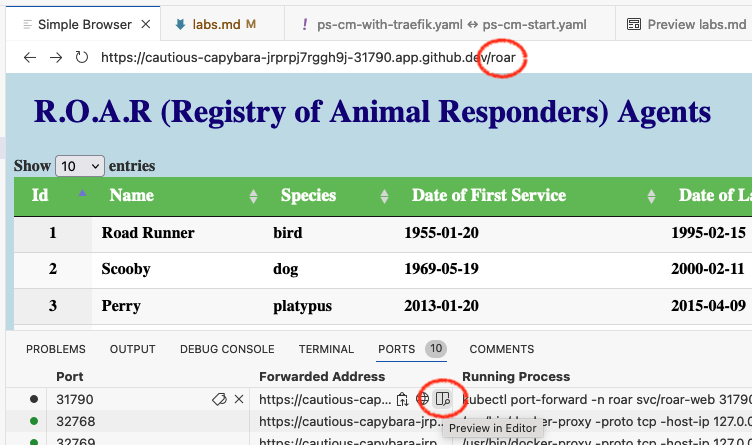 Simple Browser labs.md M ! ps-cm-with-traefik.yaml ↔ ps-cm-start.yaml Preview labs.md
https://cautious-capybara-jrprpj7rggh9j-31790.app.github.dev/roar
R.O.A.R (Registry of Animal Responders) Agents
Show 10 entries
Id Name Species Date of First Service Date of La
1 Road Runner bird 1955-01-20 1995-02-15
2 Scooby dog 1969-05-19 2000-02-11
3 Perry platypus 2013-01-20 2015-04-09
PROBLEMS OUTPUT DEBUG CONSOLE TERMINAL PORTS 10 COMMENTS
Port Forwarded Address Running Process
31790 https://cautious-cap... kubectl port-forward -n roar svc/roar-web 31790
32768 https://cautious-capybara-jrp... docker-proxy -proto tcp -host-ip 127.0.
Preview in Editor
32769 https://cautious-capybara-jrp... /usr/bin/docker-proxy -proto tcp -host-ip 127.0.